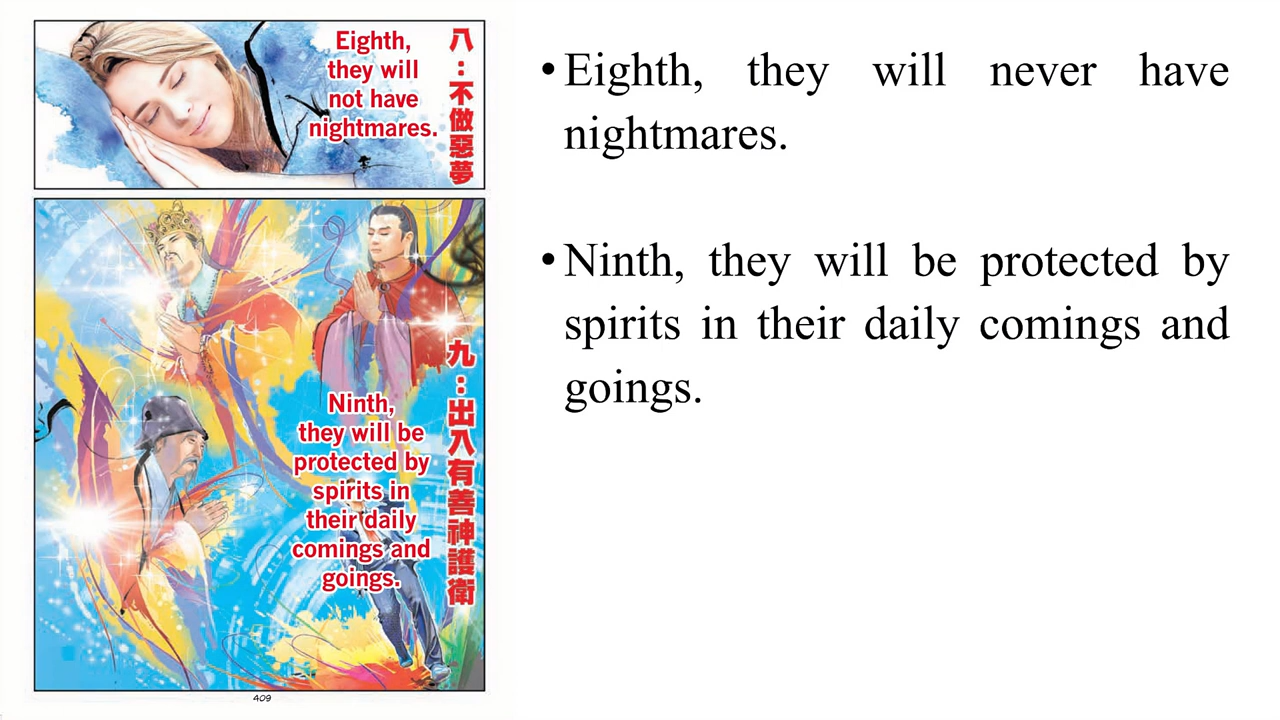 Eighth,
they will
not have
nightmares.
八：不做惡夢
Ninth,
they will be
protected by
spirits in
their daily
comings and
goings.
九：出入有善神護衛
409
• Eighth, they will never have
nightmares.
• Ninth, they will be protected by
spirits in their daily comings and
goings.